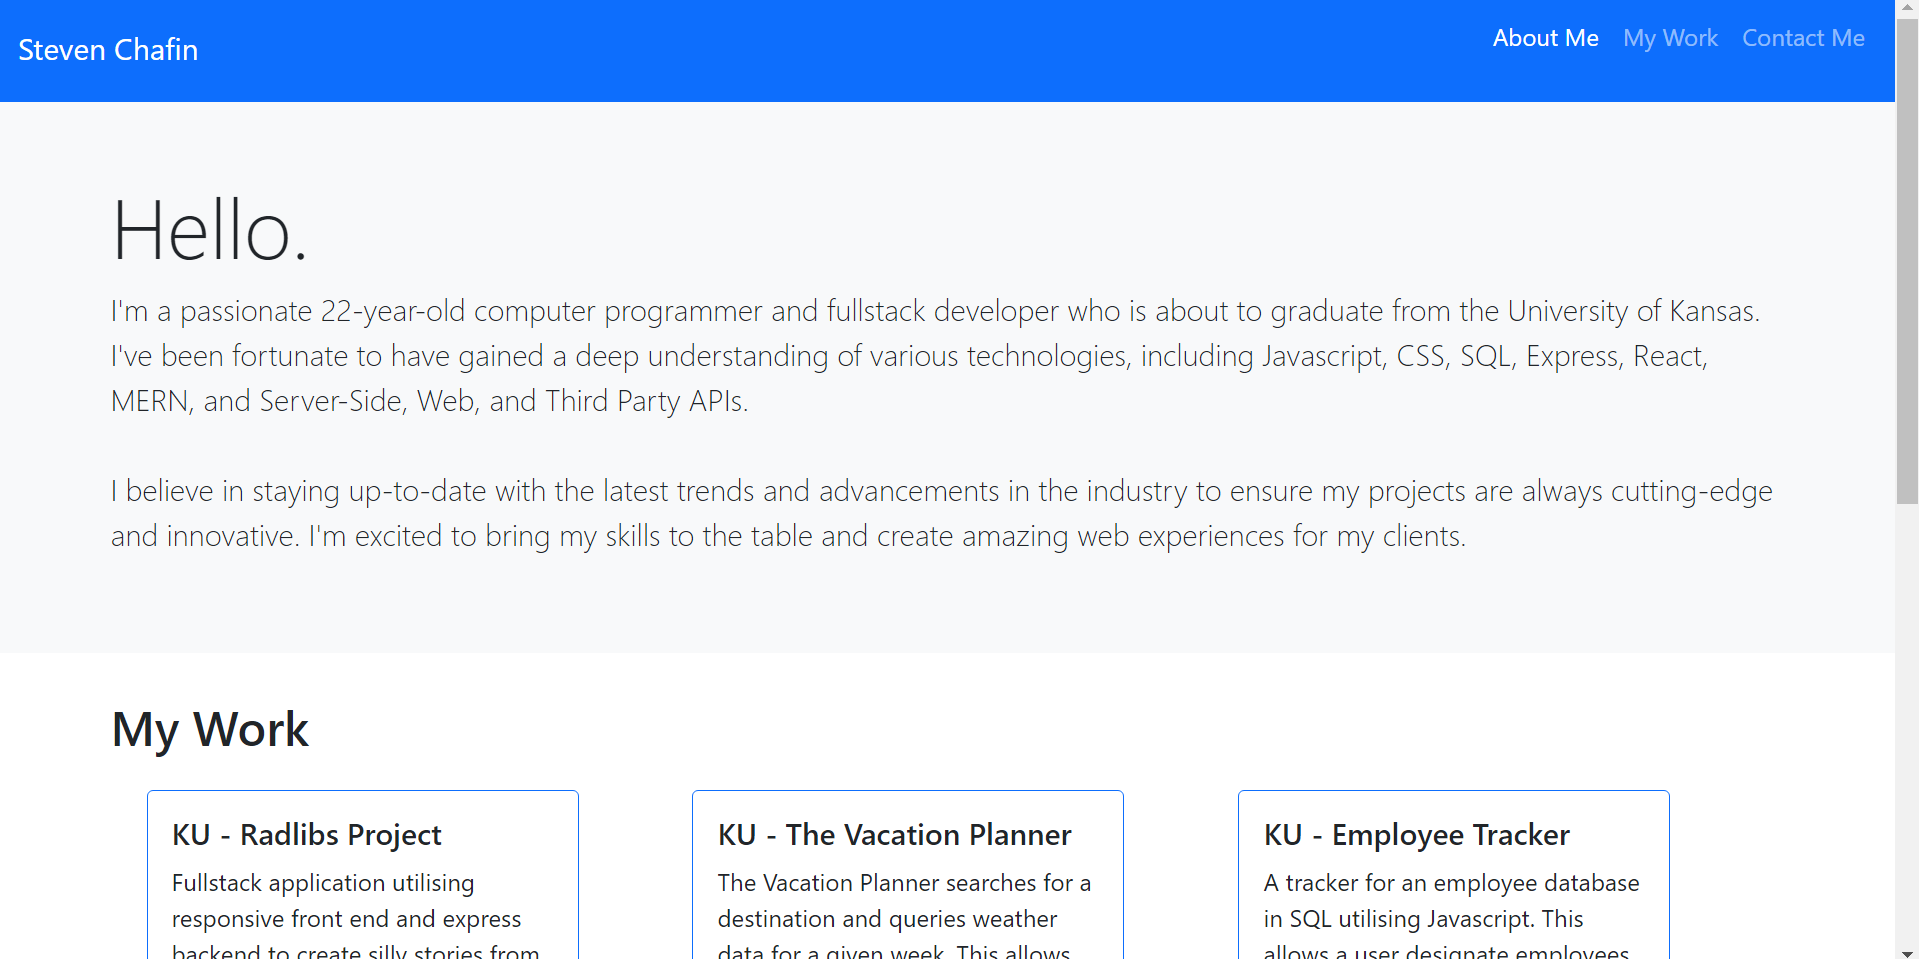 Steven Chafin
About Me My Work Contact Me
Hello.
I'm a passionate 22-year-old computer programmer and fullstack developer who is about to graduate from the University of Kansas.
I've been fortunate to have gained a deep understanding of various technologies, including Javascript, CSS, SQL, Express, React,
MERN, and Server-Side, Web, and Third Party APIs.
I believe in staying up-to-date with the latest trends and advancements in the industry to ensure my projects are always cutting-edge
and innovative. I'm excited to bring my skills to the table and create amazing web experiences for my clients.
My Work
KU - Radlibs Project
Fullstack application utilising
responsive front end and express
backend to create silly stories from
KU - The Vacation Planner
The Vacation Planner searches for a
destination and queries weather
data for a given week. This allows
KU - Employee Tracker
A tracker for an employee database
in SQL utilising Javascript. This
allows a user designate employees